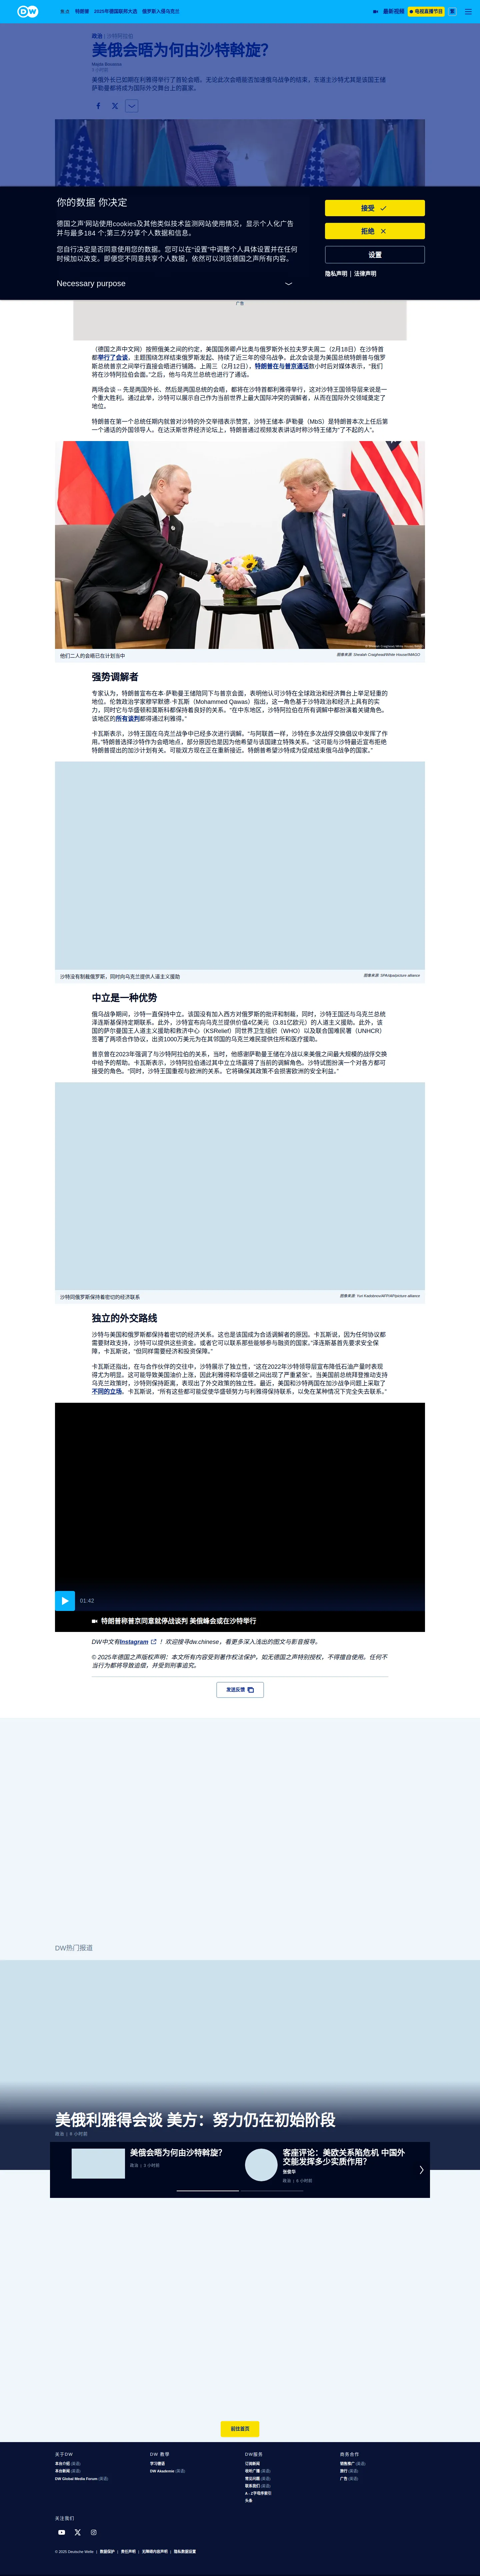 DW
焦点 特朗普 2025年德国联邦大选 俄罗斯入侵乌克兰
最新视频
电视直播节目
繁
政治 | 沙特阿拉伯
美俄会晤为何由沙特斡旋？
6 小时前
美俄外长已如期在利雅得举行了首轮会晤。无论此次会晤能否加速俄乌战争的结束，东道主沙特尤其是该国王储
萨勒曼都将成为国际外交舞台上的赢家。
你的数据 你决定
德国之声'网站使用cookies及其他类似技术监测网站使用情况，显示个人化广告
并与最多184 个;第三方分享个人数据和信息。
您自行决定是否同意使用您的数据。您可以在"设置"中调整个人具体设置并在任何
时候加以改变。即便您不同意共享个人数据，依然可以浏览德国之声所有内容。
Necessary purpose
接受
拒绝
设置
隐私声明 | 法律声明
广告
（德国之声中文网）按照俄美之间的约定，美国国务卿卢比奥与俄罗斯外长拉夫罗夫周二（2月18日）在沙特首
都举行了会谈，主题围绕怎样结束俄罗斯发起、持续了近三年的侵乌战争。此次会谈是为美国总统特朗普与俄罗
斯总统普京之间举行直接会晤进行铺路。上周三（2月12日），特朗普在与普京通话数小时后对媒体表示，"我们
将在沙特阿拉伯会面。"之后，他与乌克兰总统也进行了通话。
两场会谈 -- 先是两国外长、然后是两国总统的会晤，都将在沙特首都利雅得举行，这对沙特王国领导层来说是一
个重大胜利。通过此举，沙特可以展示自己作为当前世界上最大国际冲突的调解者，从而在国际外交领域奠定了
地位。
特朗普在第一个总统任期内就曾对沙特的外交举措表示赞赏，沙特王储本·萨勒曼（MbS）是特朗普本次上任后第
一个通话的外国领导人。在达沃斯世界经济论坛上，特朗普通过视频发表讲话时称沙特王储为"了不起的人"。
他们二人的会晤已在计划当中
图像来源: Shealah Craighead/White House/IMAGO
强势调解者
专家认为，特朗普宣布在本·萨勒曼王储陪同下与普京会面，表明他认可沙特在全球政治和经济舞台上举足轻重的
地位。伦敦政治学家穆罕默德·卡瓦斯（Mohammed Qawas）指出，这一角色基于沙特政治和经济上具有的实
力，同时它与华盛顿和莫斯科都保持着良好的关系。"在中东地区，沙特阿拉伯在所有调解中都扮演着关键角色。
该地区的所有谈判都得通过利雅得。"
卡瓦斯表示，沙特王国在乌克兰战争中已经多次进行调解。"与阿联酋一样，沙特在多次战俘交换倡议中发挥了作
用。"特朗普选择沙特作为会晤地点，部分原因也是因为他希望与该国建立特殊关系。"这可能与沙特最近宣布拒绝
特朗普提出的加沙计划有关。可能双方现在正在重新接近。特朗普希望沙特成为促成结束俄乌战争的国家。"
沙特没有制裁俄罗斯，同时向乌克兰提供人道主义援助
图像来源: SPA/dpa/picture alliance
中立是一种优势
俄乌战争期间，沙特一直保持中立。该国没有加入西方对俄罗斯的批评和制裁，同时，沙特王国还与乌克兰总统
泽连斯基保持定期联系。此外，沙特宣布向乌克兰提供价值4亿美元（3.81亿欧元）的人道主义援助。此外，该
国的萨尔曼国王人道主义援助和救济中心（KSRelief）同世界卫生组织（WHO）以及联合国难民署（UNHCR）
签署了两项合作协议，出资1000万美元为在其邻国的乌克兰难民提供住所和医疗援助。
普京曾在2023年强调了与沙特阿拉伯的关系，当时，他感谢萨勒曼王储在冷战以来美俄之间最大规模的战俘交换
中给予的帮助。卡瓦斯表示，沙特阿拉伯通过其中立立场赢得了当前的调解角色。沙特试图扮演一个对各方都可
接受的角色。"同时，沙特王国重视与欧洲的关系。它将确保其政策不会损害欧洲的安全利益。"
沙特同俄罗斯保持着密切的经济联系
图像来源: Yuri Kadobnov/AFP/AP/picture-alliance
独立的外交路线
沙特与美国和俄罗斯都保持着密切的经济关系。这也是该国成为合适调解者的原因。卡瓦斯说，因为任何协议都
需要财政支持，沙特可以提供这些资金，或者它可以联系那些能够参与融资的国家。"泽连斯基首先要求安全保
障，卡瓦斯说，"但同样需要经济和投资保障。"
卡瓦斯还指出，在与合作伙伴的交往中，沙特展示了独立性，"这在2022年沙特领导层宣布降低石油产量时表现
得尤为明显。这可能导致美国油价上涨，因此利雅得和华盛顿之间出现了严重紧张"。当美国前总统拜登推动支持
乌克兰政策时，沙特则保持距离，表现出了外交政策的独立性。最近，美国和沙特两国在加沙战争问题上采取了
不同的立场。卡瓦斯说，"所有这些都可能促使华盛顿努力与利雅得保持联系，以免在某种情况下完全失去联系。"
01:42
特朗普称普京同意就停战谈判 美俄峰会或在沙特举行
DW中文有Instagram ！欢迎搜寻dw.chinese，看更多深入浅出的图文与影音报导。
© 2025年德国之声版权声明：本文所有内容受到著作权法保护，如无德国之声特别授权，不得擅自使用。任何不
当行为都将导致追偿，并受到刑事追究。
发送反馈
DW热门报道
美俄利雅得会谈 美方：努力仍在初始阶段
政治 | 8 小时前
美俄会晤为何由沙特斡旋？
政治 | 3 小时前
客座评论：美欧关系陷危机 中国外
交能发挥多少实质作用？
张俊华
政治 | 6 小时前
前往首页
关于DW
本台介绍 (英语)
本台新闻 (英语)
DW Global Media Forum (英语)
DW 教学
学习德语
DW Akademie (英语)
DW服务
订阅新闻
收听广播 (英语)
常见问题 (英语)
联系我们 (英语)
A - Z字母序索引
头条
商务合作
销售推广 (英语)
旅行 (英语)
广告 (英语)
关注我们
© 2025 Deutsche Welle | 数据保护 | 责任声明 | 无障碍内容声明 | 隐私数据设置